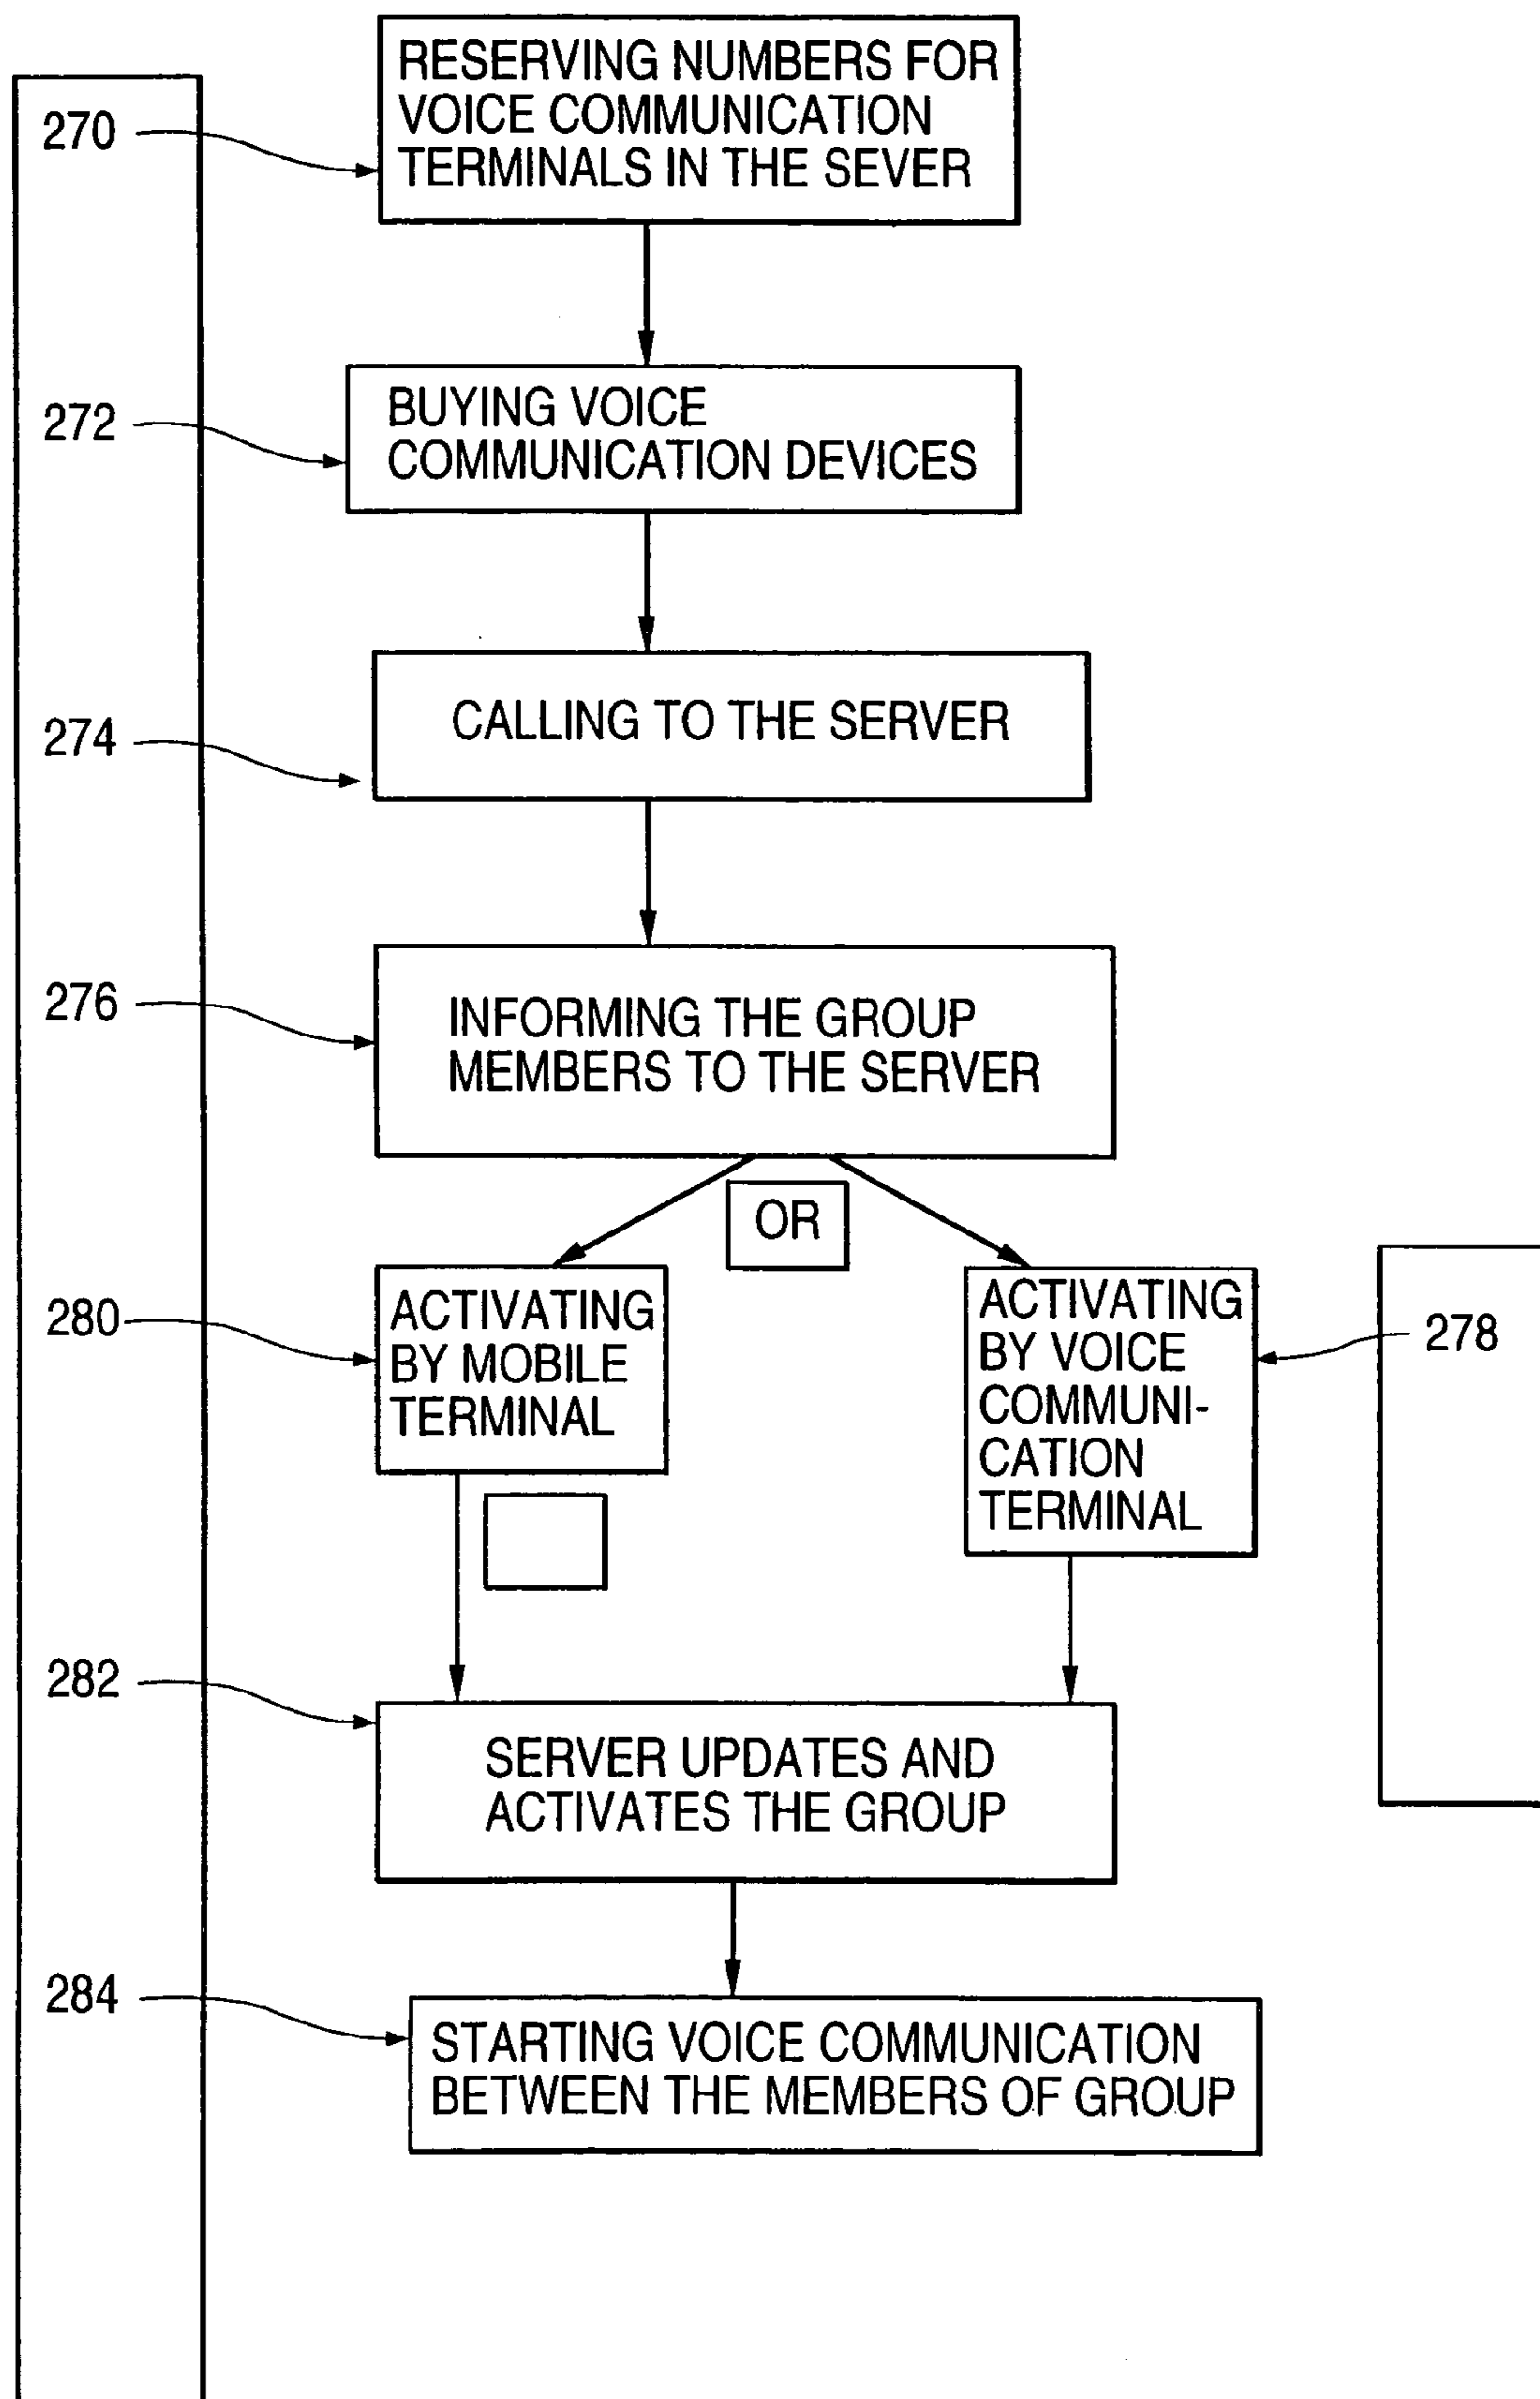 270
RESERVING NUMBERS FOR
VOICE COMMUNICATION
TERMINALS IN THE SEVER
272
BUYING VOICE
COMMUNICATION DEVICES
274
CALLING TO THE SERVER
276
INFORMING THE GROUP
MEMBERS TO THE SERVER
OR
280
ACTIVATING
BY MOBILE
TERMINAL
ACTIVATING
BY VOICE
COMMUNI-
CATION
TERMINAL
278
282
SERVER UPDATES AND
ACTIVATES THE GROUP
284
STARTING VOICE COMMUNICATION
BETWEEN THE MEMBERS OF GROUP